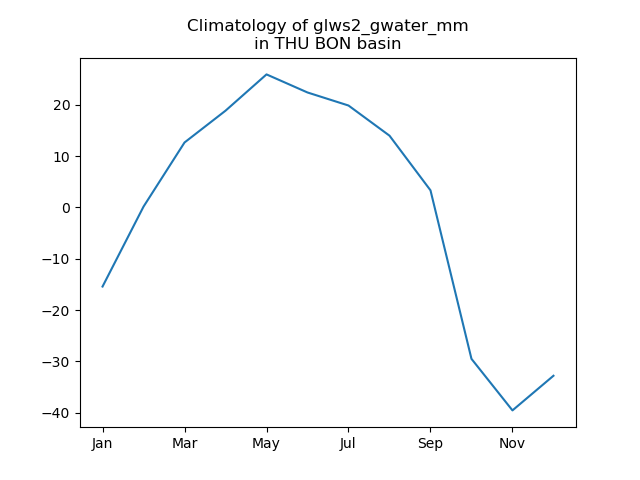 Climatology of glws2_gwater_mm
in THU BON basin
20
10
0
−10
−20
−30
−40
Jan
Mar
May
Jul
Sep
Nov